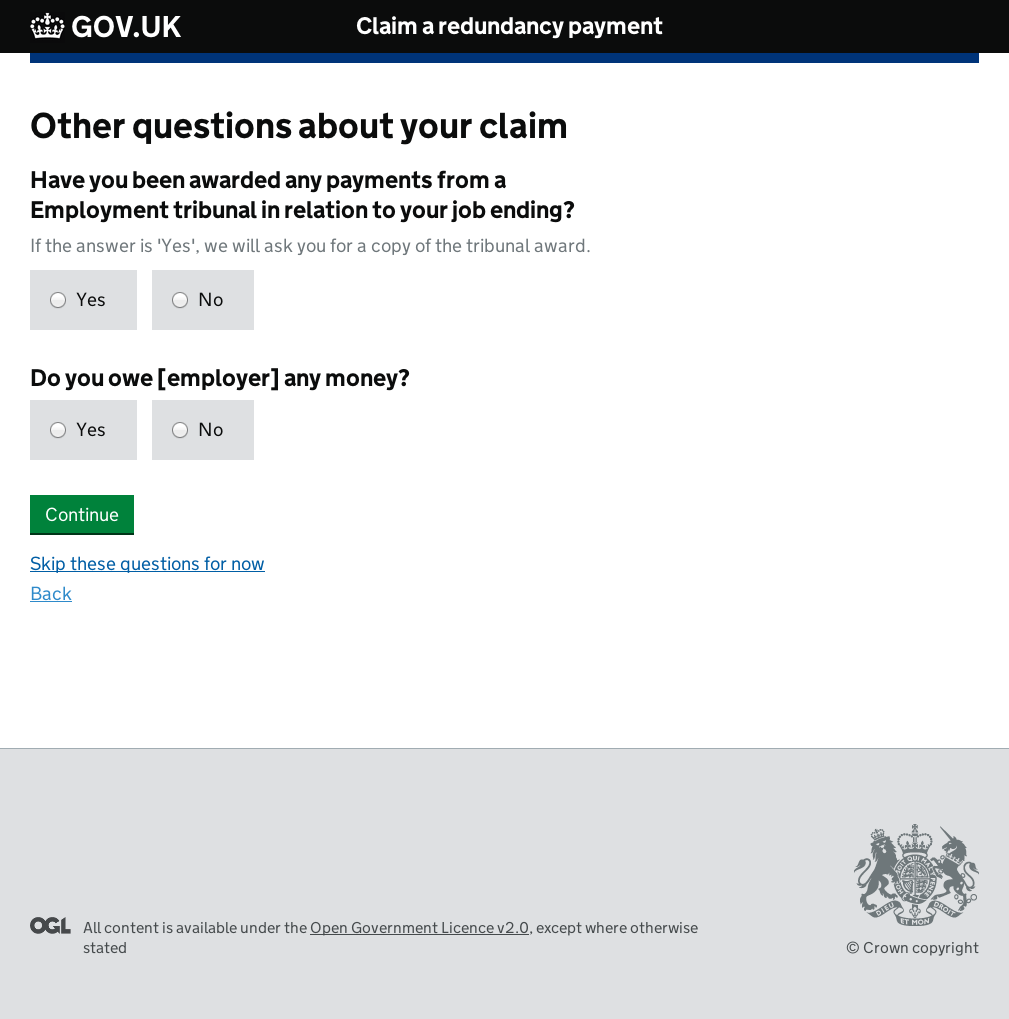 GOV.UK
Claim a redundancy payment
Other questions about your claim
Have you been awarded any payments from a
Employment tribunal in relation to your job ending?
If the answer is 'Yes', we will ask you for a copy of the tribunal award.
Yes
No
Do you owe [employer] any money?
Yes
No
Continue
Skip these questions for now
Back
OGL
All content is available under the Open Government Licence v2.0, except where otherwise
stated
DIEU ET MON DROIT
© Crown copyright